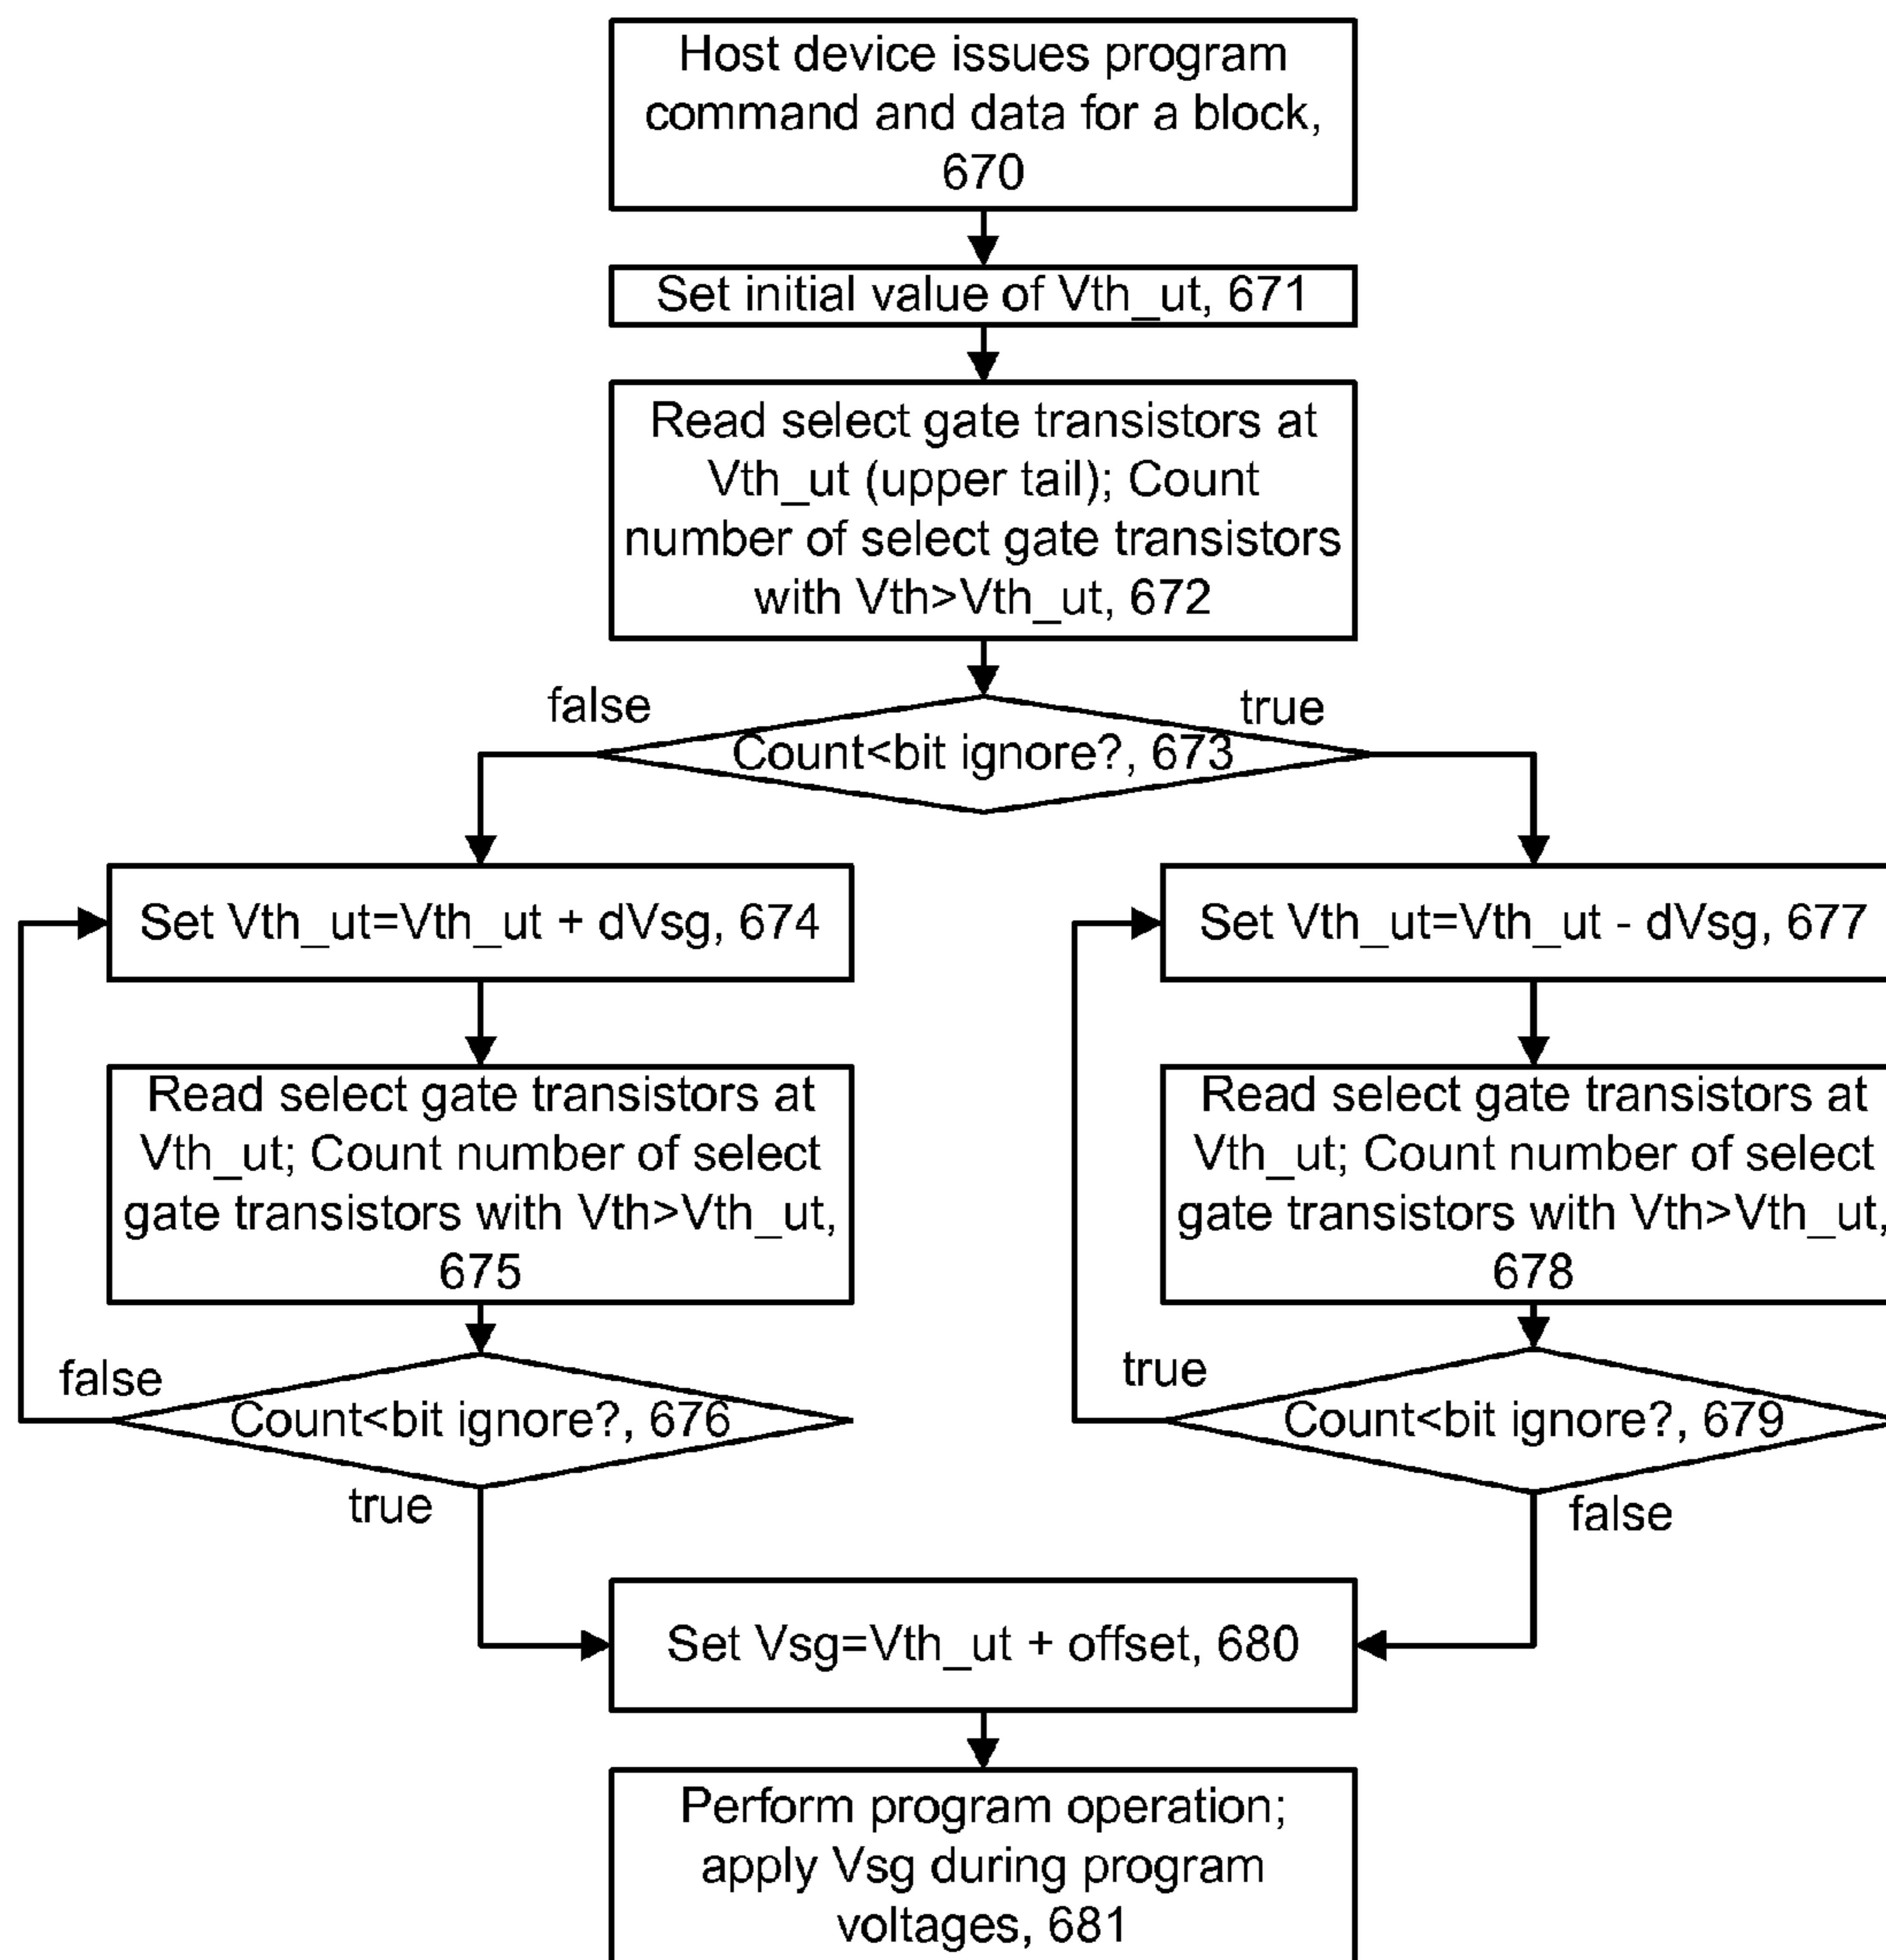 Host device issues program
command and data for a block,
670
Set initial value of Vth_ut, 671
Read select gate transistors at
Vth_ut (upper tail); Count
number of select gate transistors
with Vth>Vth_ut, 672
false
true
Count<bit ignore?, 673
Set Vth_ut=Vth_ut + dVsg, 674
Set Vth_ut=Vth_ut - dVsg, 677
Read select gate transistors at
Vth_ut; Count number of select
gate transistors with Vth>Vth_ut,
675
Read select gate transistors at
Vth_ut; Count number of select
gate transistors with Vth>Vth_ut,
678
false
Count<bit ignore?, 676
true
true
Count<bit ignore?, 679
false
Set Vsg=Vth_ut + offset, 680
Perform program operation;
apply Vsg during program
voltages, 681